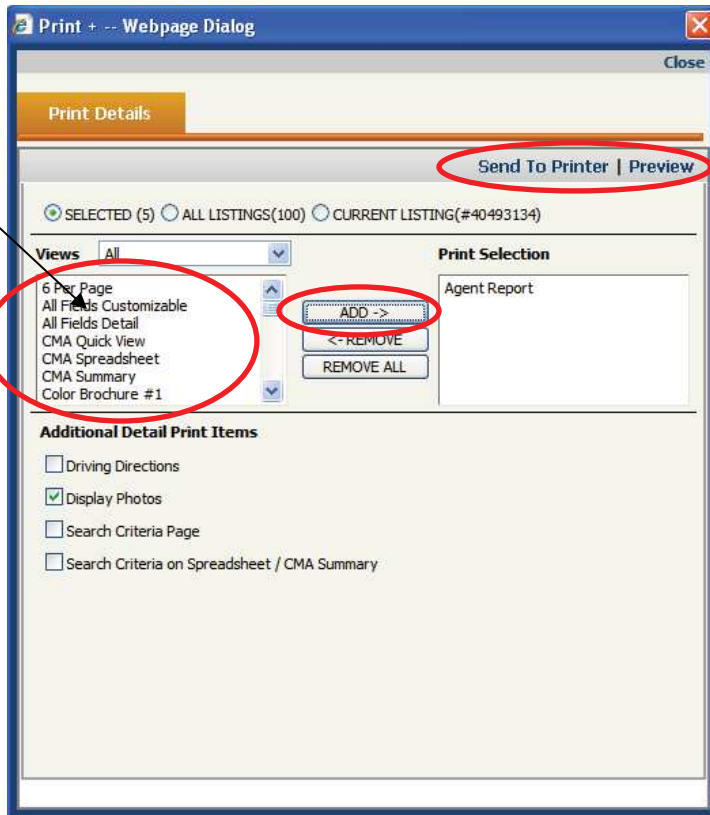 Print + -- Webpage Dialog
Close
Print Details
Send To Printer | Preview
SELECTED (5) ALL LISTINGS(100) CURRENT LISTING(#40493134)
Views All Print Selection
6 Per Page
All Fields Customizable
All Fields Detail
CMA Quick View
CMA Spreadsheet
CMA Summary
Color Brochure #1
ADD ->
<- REMOVE
REMOVE ALL
Agent Report
Additional Detail Print Items
Driving Directions
Display Photos
Search Criteria Page
Search Criteria on Spreadsheet / CMA Summary